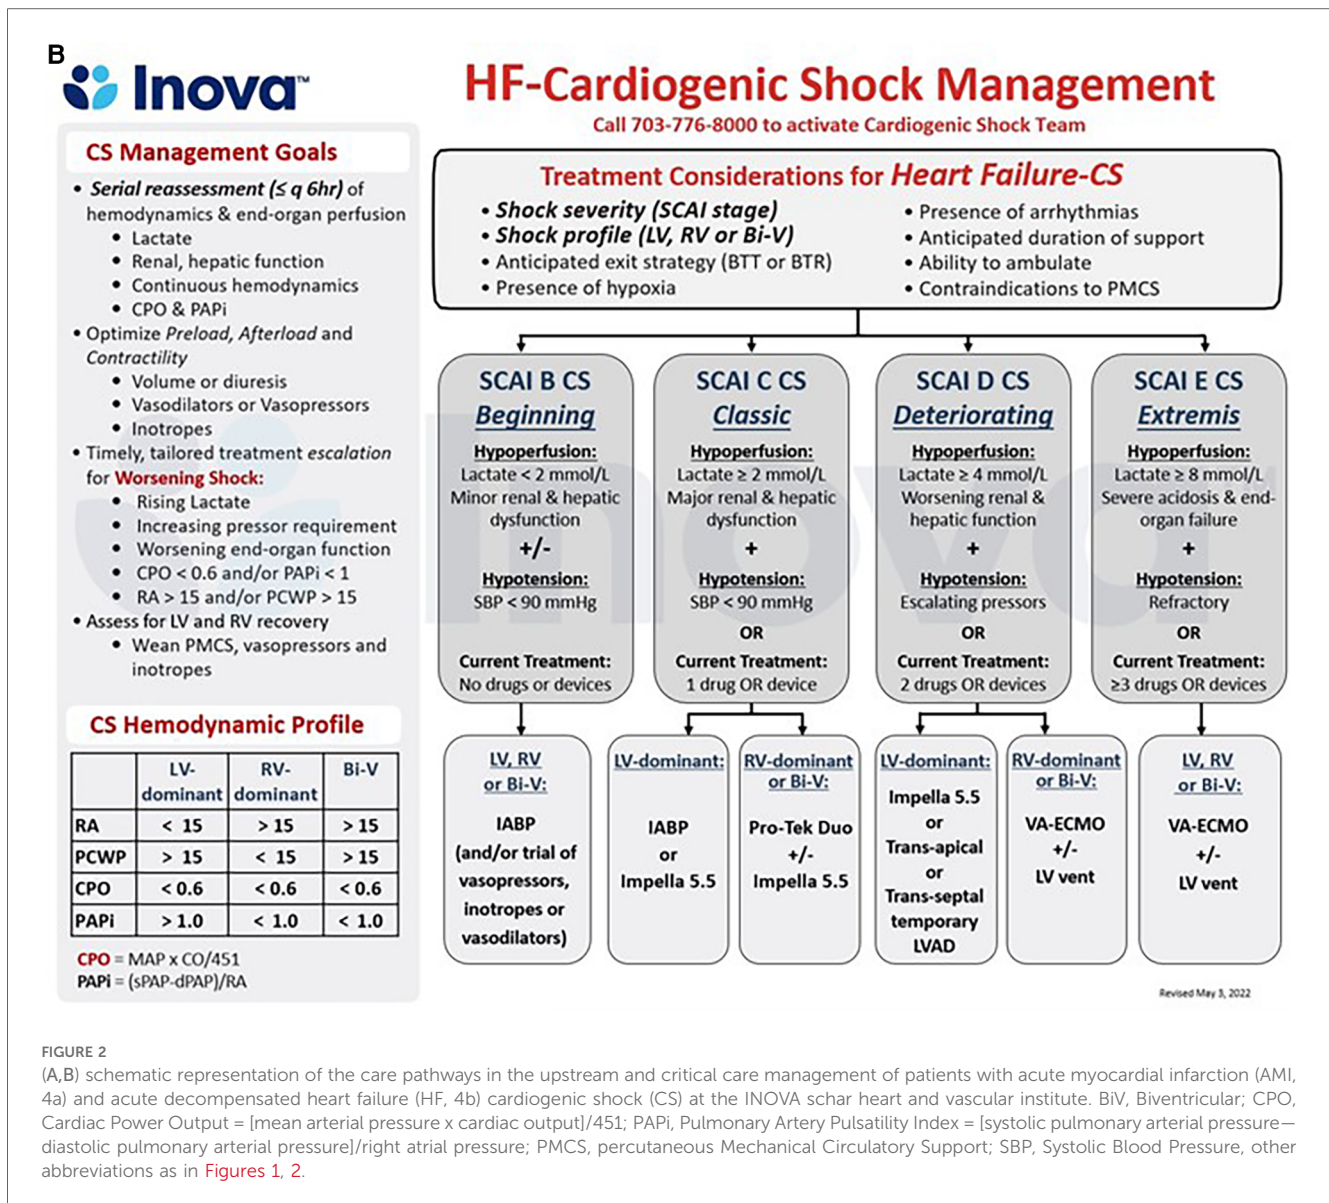 B
Inova™
HF-Cardiogenic Shock Management
Call 703-776-8000 to activate Cardiogenic Shock Team
CS Management Goals
• Serial reassessment (≤ q 6hr) of
hemodynamics & end-organ perfusion
• Lactate
• Renal, hepatic function
• Continuous hemodynamics
• CPO & PAPi
• Optimize Preload, Afterload and
Contractility
• Volume or diuresis
• Vasodilators or Vasopressors
• Inotropes
• Timely, tailored treatment escalation
for Worsening Shock:
• Rising Lactate
• Increasing pressor requirement
• Worsening end-organ function
• CPO < 0.6 and/or PAPi < 1
• RA > 15 and/or PCWP > 15
• Assess for LV and RV recovery
• Wean PMCS, vasopressors and
inotropes
CS Hemodynamic Profile
LV-
dominant
RV-
dominant
Bi-V
RA < 15 > 15 > 15
PCWP > 15 < 15 > 15
CPO < 0.6 < 0.6 < 0.6
PAPi > 1.0 < 1.0 < 1.0
CPO = MAP x CO/451
PAPi = (sPAP-dPAP)/RA
Treatment Considerations for Heart Failure-CS
• Shock severity (SCAI stage)
• Shock profile (LV, RV or Bi-V)
• Anticipated exit strategy (BTT or BTR)
• Presence of hypoxia
• Presence of arrhythmias
• Anticipated duration of support
• Ability to ambulate
• Contraindications to PMCS
SCAI B CS
Beginning
Hypoperfusion:
Lactate < 2 mmol/L
Minor renal & hepatic
dysfunction
+/-
Hypotension:
SBP < 90 mmHg
Current Treatment:
No drugs or devices
SCAI C CS
Classic
Hypoperfusion:
Lactate ≥ 2 mmol/L
Major renal & hepatic
dysfunction
+
Hypotension:
SBP < 90 mmHg
OR
Current Treatment:
1 drug OR device
SCAI D CS
Deteriorating
Hypoperfusion:
Lactate ≥ 4 mmol/L
Worsening renal &
hepatic function
+
Hypotension:
Escalating pressors
OR
Current Treatment:
2 drugs OR devices
SCAI E CS
Extremis
Hypoperfusion:
Lactate ≥ 8 mmol/L
Severe acidosis & end-
organ failure
+
Hypotension:
Refractory
OR
Current Treatment:
≥3 drugs OR devices
LV, RV
or Bi-V:
IABP
(and/or trial of
vasopressors,
inotropes or
vasodilators)
LV-dominant:
IABP
or
Impella 5.5
RV-dominant
or Bi-V:
Pro-Tek Duo
+/-
Impella 5.5
LV-dominant:
Impella 5.5
or
Trans-apical
or
Trans-septal
temporary
LVAD
RV-dominant
or Bi-V:
VA-ECMO
+/-
LV vent
LV, RV
or Bi-V:
VA-ECMO
+/-
LV vent
Inova
Revised May 3, 2022
FIGURE 2
(A,B) schematic representation of the care pathways in the upstream and critical care management of patients with acute myocardial infarction (AMI,
4a) and acute decompensated heart failure (HF, 4b) cardiogenic shock (CS) at the INOVA schar heart and vascular institute. BiV, Biventricular; CPO,
Cardiac Power Output = [mean arterial pressure x cardiac output]/451; PAPi, Pulmonary Artery Pulsatility Index = [systolic pulmonary arterial pressure—
diastolic pulmonary arterial pressure]/right atrial pressure; PMCS, percutaneous Mechanical Circulatory Support; SBP, Systolic Blood Pressure, other
abbreviations as in Figures 1, 2.